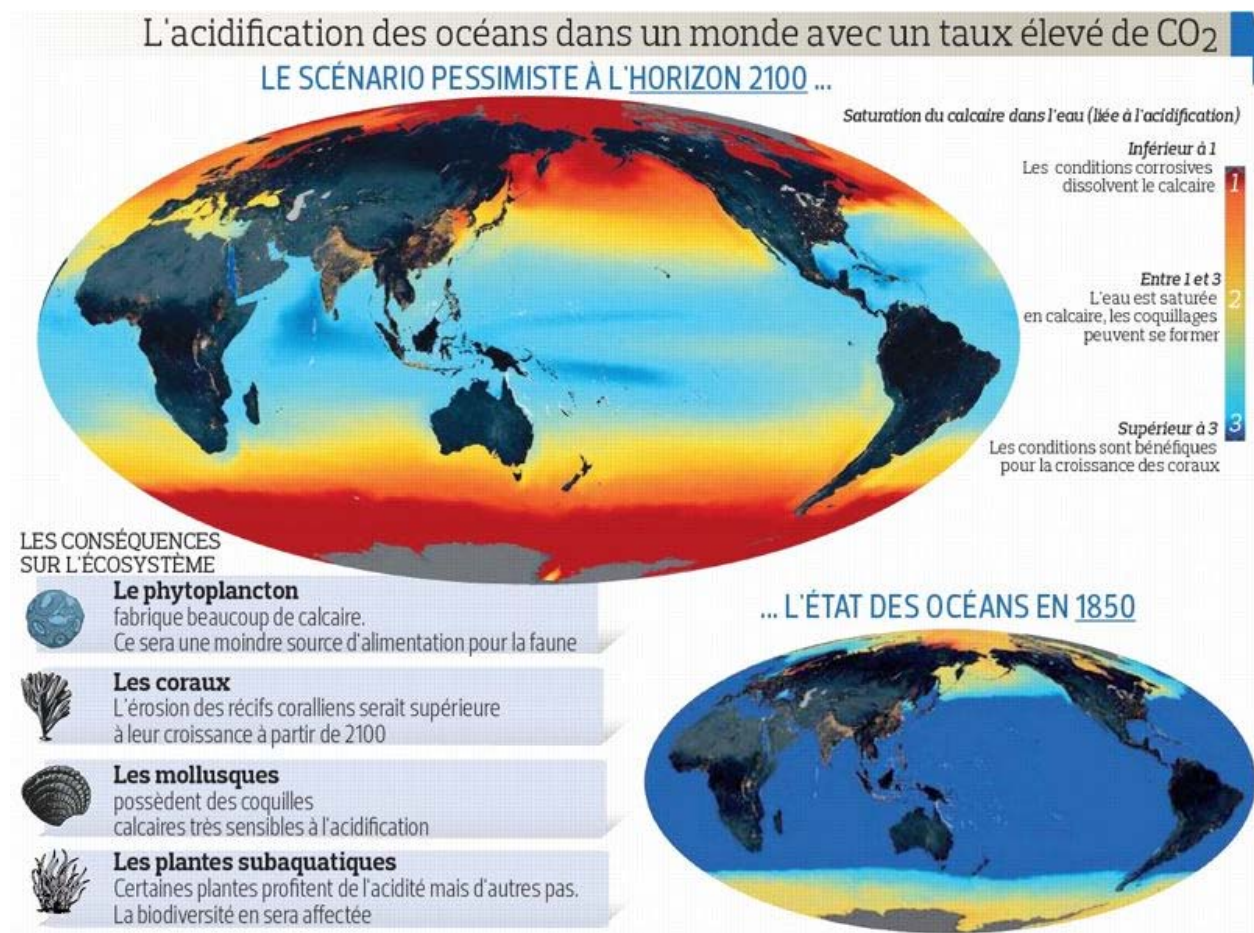 L'acidification des océans dans un monde avec un taux élevé de CO₂
LE SCÉNARIO PESSIMISTE À L'HORIZON 2100 ...
Saturation du calcaire dans l'eau (liée à l'acidification)
Inférieur à 1
Les conditions corrosives
dissolvent le calcaire
1
Entre 1 et 3
L'eau est saturée
en calcaire, les coquillages
peuvent se former
2
Supérieur à 3
Les conditions sont bénéfiques
pour la croissance des coraux
3
LES CONSÉQUENCES
SUR L'ÉCOSYSTÈME
Le phytoplancton
fabrique beaucoup de calcaire.
Ce sera une moindre source d'alimentation pour la faune
Les coraux
L'érosion des récifs coralliens serait supérieure
à leur croissance à partir de 2100
Les mollusques
possèdent des coquilles
calcaires très sensibles à l'acidification
Les plantes subaquatiques
Certaines plantes profitent de l'acidité mais d'autres pas.
La biodiversité en sera affectée
... L'ÉTAT DES OCÉANS EN 1850